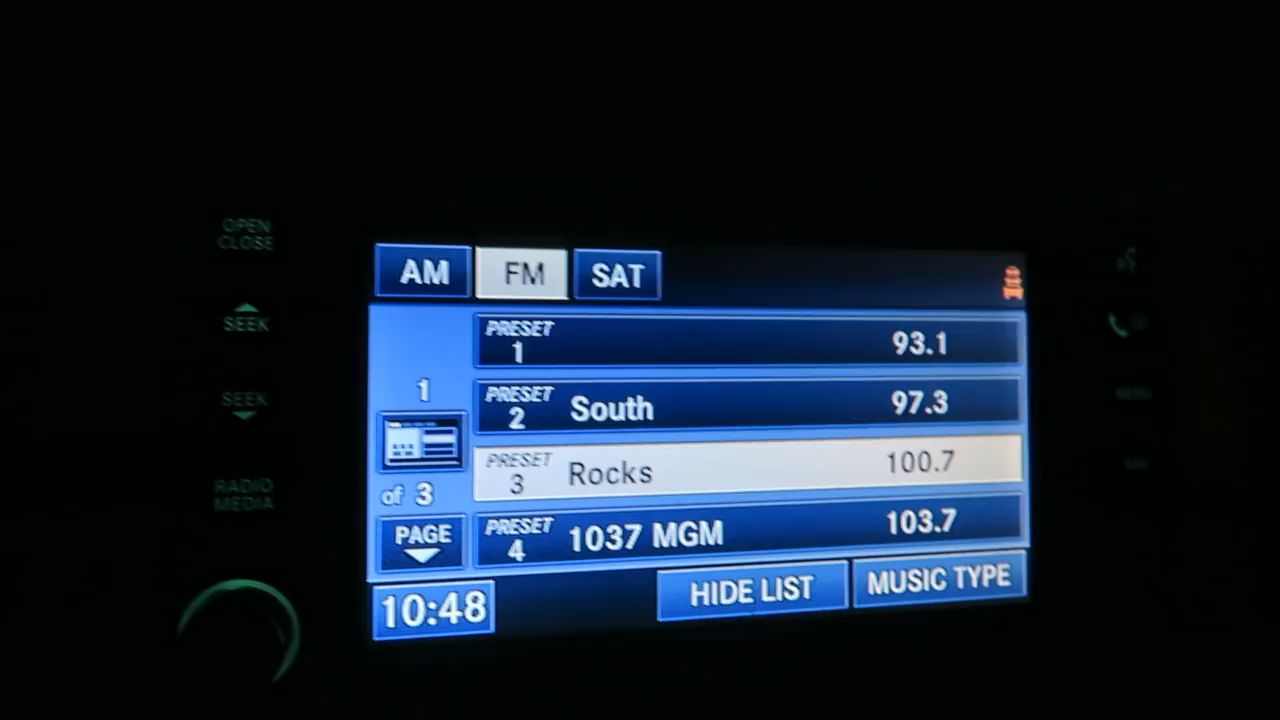 OPEN
CLOSE
SEEK
SEEK
RADIO
MEDIA
AM FM SAT
PRESET 1 93.1
PRESET 2 South 97.3
PRESET 3 Rocks 100.7
PRESET 4 1037 MGM 103.7
1
of 3
PAGE
10:48 HIDE LIST MUSIC TYPE
MENU